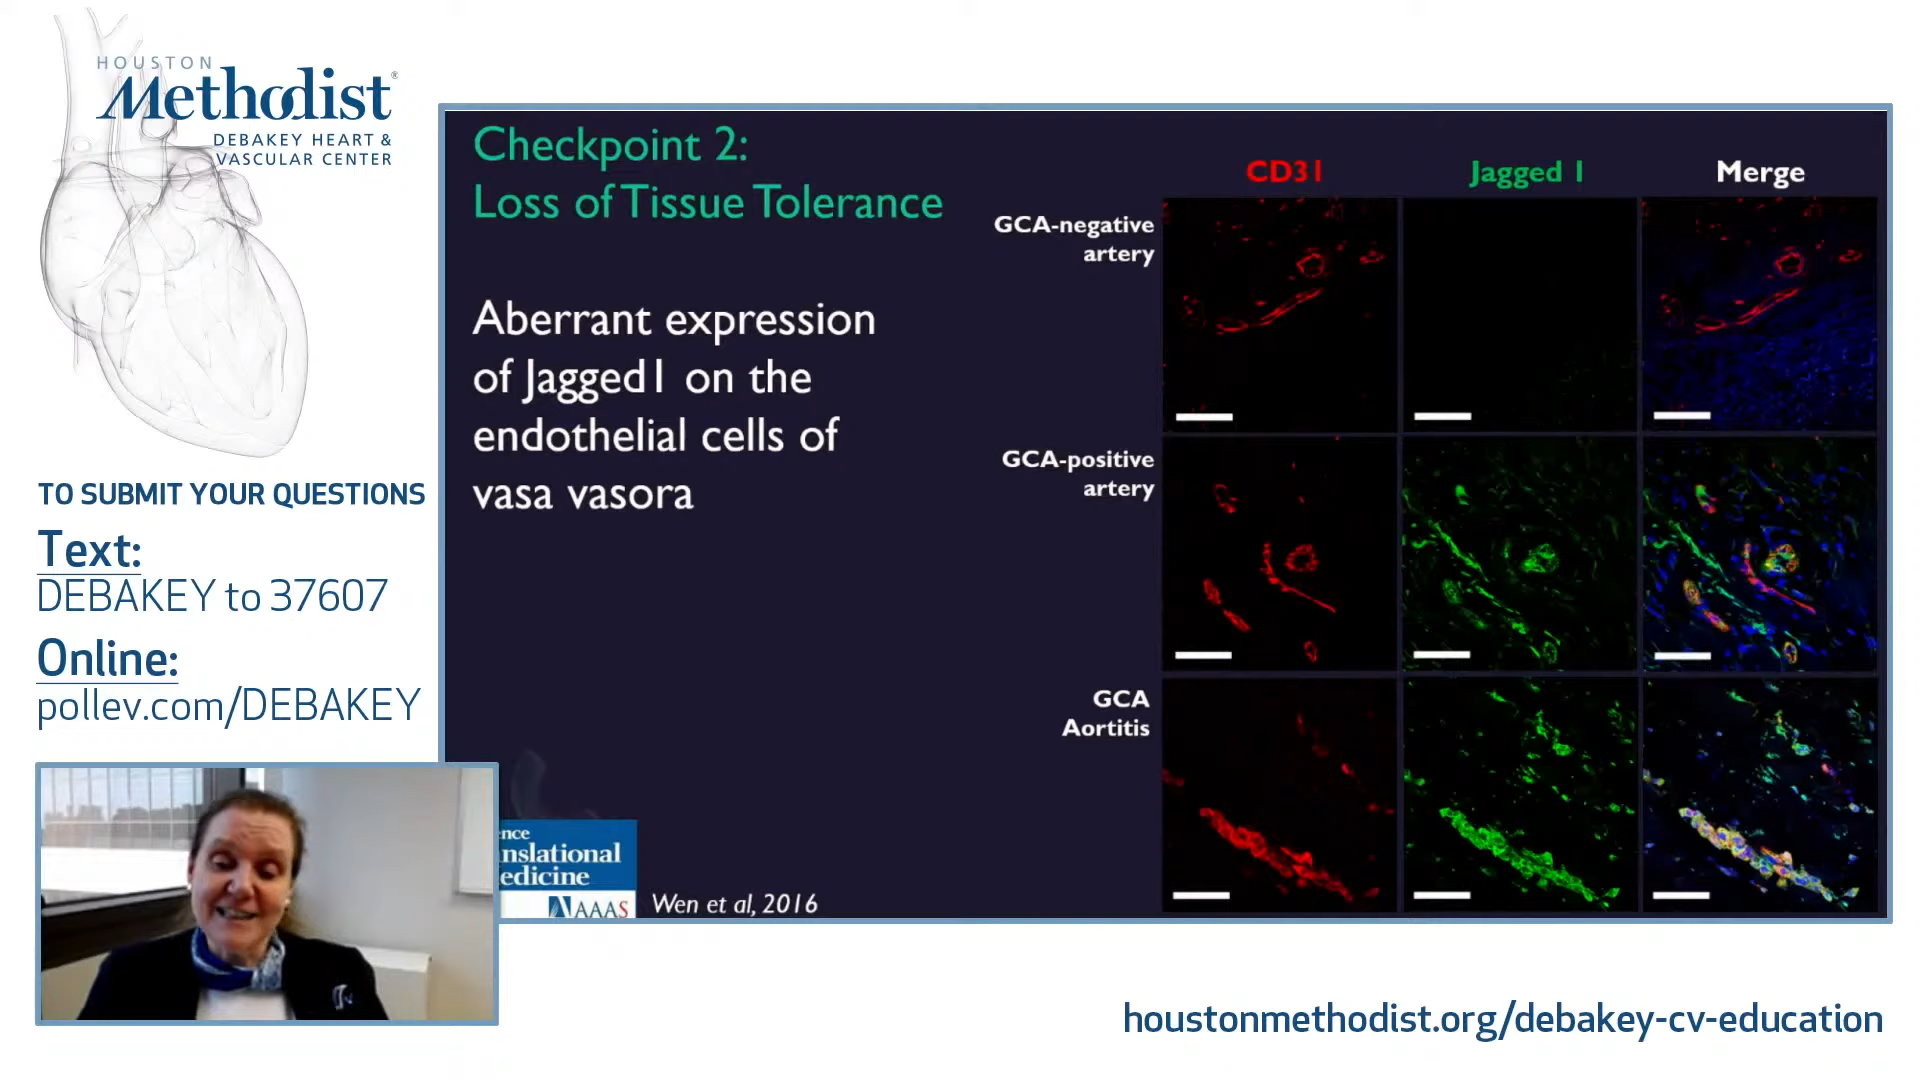 HOUSTON
Methodist®
DEBAKEY HEART &
VASCULAR CENTER
TO SUBMIT YOUR QUESTIONS
Text:
DEBAKEY to 37607
Online:
pollev.com/DEBAKEY
Checkpoint 2:
Loss of Tissue Tolerance
Aberrant expression
of Jagged1 on the
endothelial cells of
vasa vasora
CD31 Jagged 1 Merge
GCA-negative
artery
GCA-positive
artery
GCA
Aortitis
nce
nslational
edicine
AAAS
Wen et al, 2016
houstonmethodist.org/debakey-cv-education